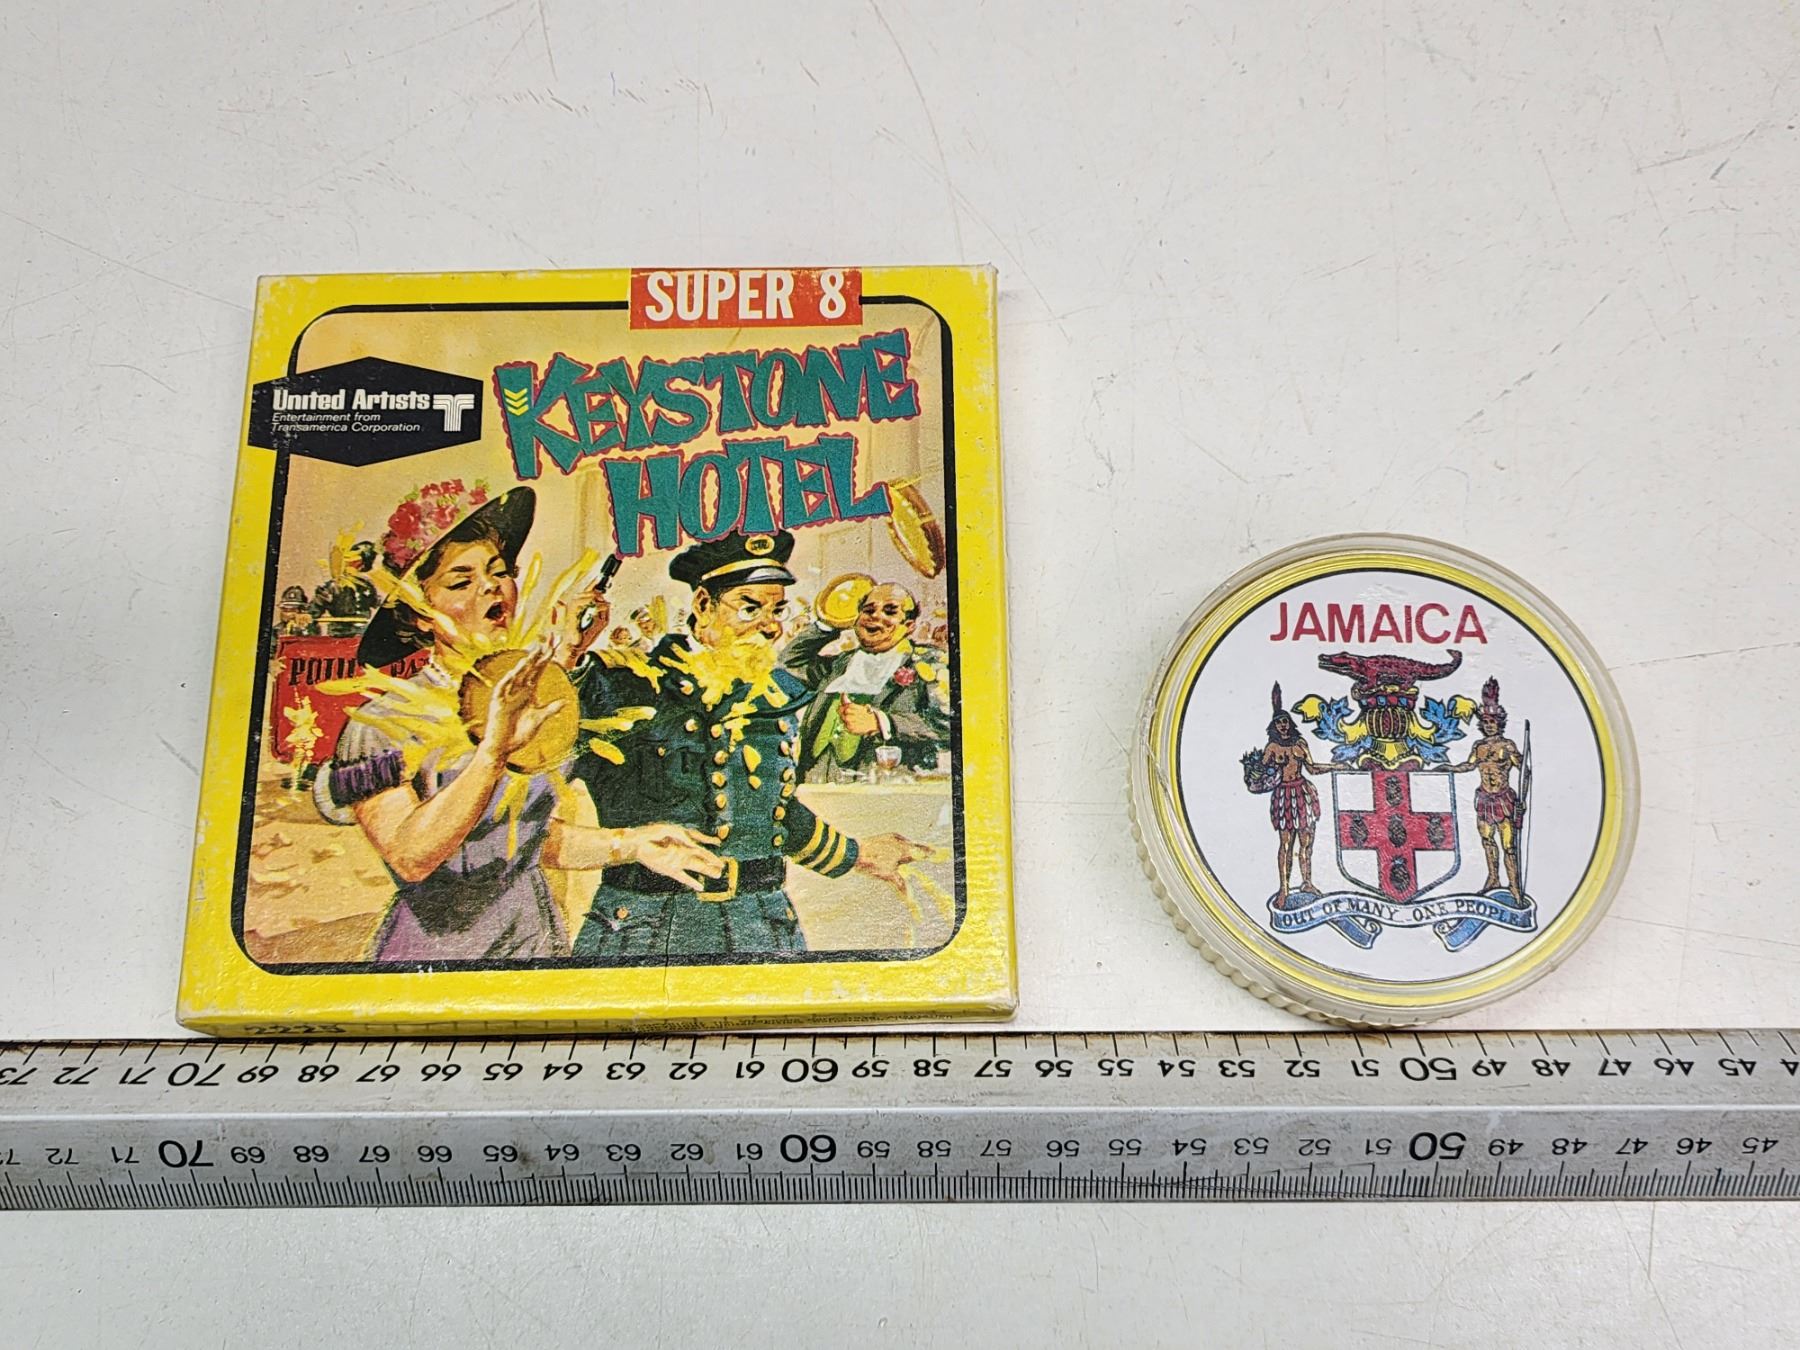 SUPER 8
United Artists
Entertainment from
Transamerica Corporation
T
KEYSTONE
HOTEL
JAMAICA
OUT OF MANY ONE PEOPLE
73 72 71 70 69 68 67 66 65 64 63 62 61 60 59 58 57 56 55 54 53 52 51 50 49 48 47 46 45
72 71 70 69 68 67 66 65 64 63 62 61 60 59 58 57 56 55 54 53 52 51 50 49 48 47 46 45